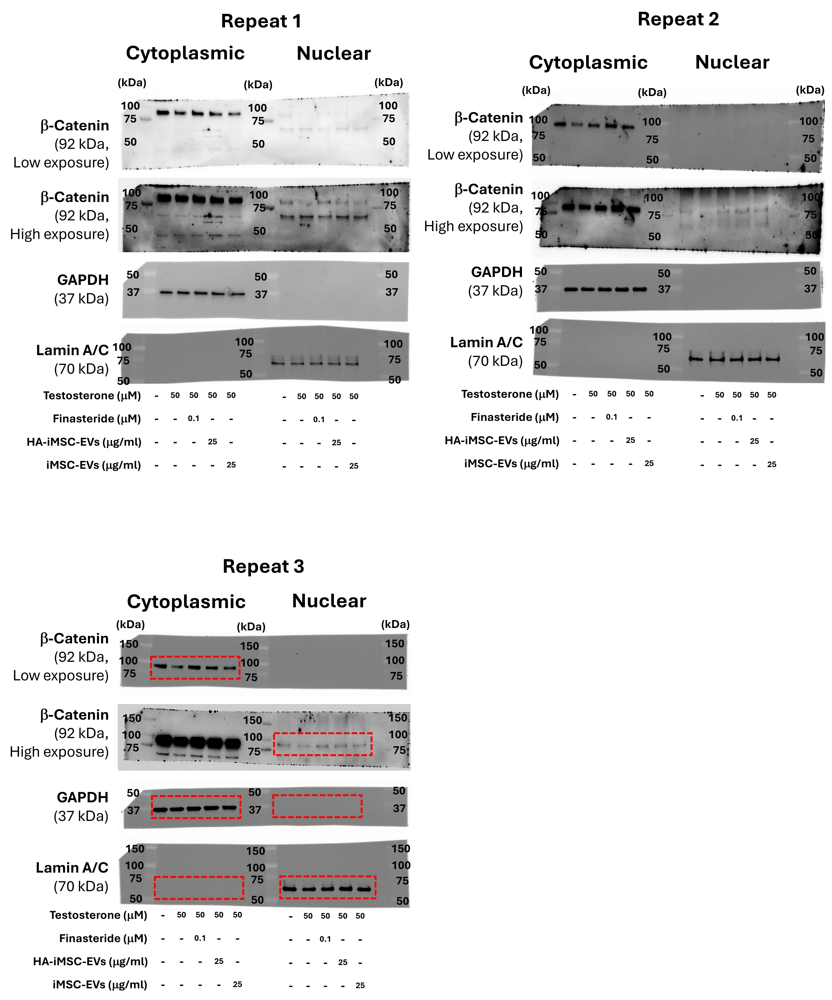 Repeat 1
Cytoplasmic Nuclear
(kDa) (kDa) (kDa)
β-Catenin
(92 kDa,
Low exposure)
100 100 100
75 75 75
50 50 50
β-Catenin
(92 kDa,
High exposure)
100 100 100
75 75 75
50 50 50
GAPDH
(37 kDa)
50 50 50
37 37 37
Lamin A/C
(70 kDa)
100 100 100
75 75 75
50 50 50
Testosterone (μM) - 50 50 50 50 - 50 50 50 50
Finasteride (μM) - - 0.1 - - - - 0.1 - -
HA-iMSC-EVs (μg/ml) - - - 25 - - - - 25 -
iMSC-EVs (μg/ml) - - - - 25 - - - - 25
Repeat 2
Cytoplasmic Nuclear
(kDa) (kDa) (kDa)
β-Catenin
(92 kDa,
Low exposure)
100 100 100
75 75 75
50 50 50
β-Catenin
(92 kDa,
High exposure)
100 100 100
75 75 75
50 50 50
GAPDH
(37 kDa)
50 50 50
37 37 37
Lamin A/C
(70 kDa)
100 100 100
75 75 75
50 50 50
Testosterone (μM) - 50 50 50 50 - 50 50 50 50
Finasteride (μM) - - 0.1 - - - - 0.1 - -
HA-iMSC-EVs (μg/ml) - - - 25 - - - - 25 -
iMSC-EVs (μg/ml) - - - - 25 - - - - 25
Repeat 3
Cytoplasmic Nuclear
(kDa) (kDa) (kDa)
β-Catenin
(92 kDa,
Low exposure)
150 150 150
100 100 100
75 75 75
β-Catenin
(92 kDa,
High exposure)
150 150 150
100 100 100
75 75 75
GAPDH
(37 kDa)
50 50 50
37 37 37
Lamin A/C
(70 kDa)
150 150 150
100 100 100
75 75 75
50 50 50
Testosterone (μM) - 50 50 50 50 - 50 50 50 50
Finasteride (μM) - - 0.1 - - - - 0.1 - -
HA-iMSC-EVs (μg/ml) - - - 25 - - - - 25 -
iMSC-EVs (μg/ml) - - - - 25 - - - - 25